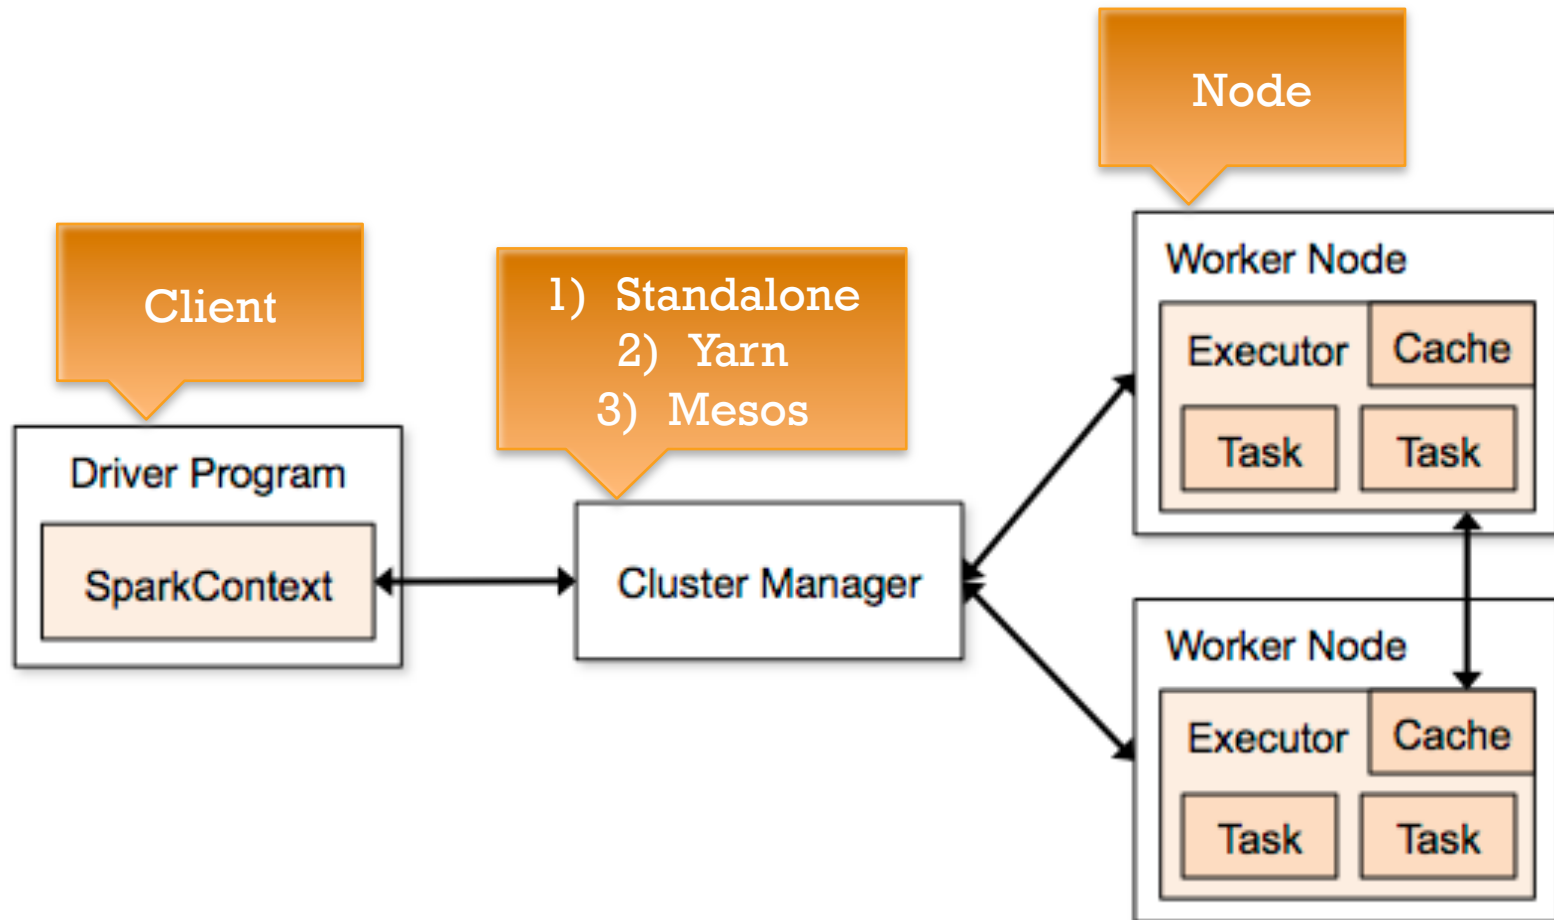 Node
Client
1) Standalone
2) Yarn
3) Mesos
Driver Program
SparkContext
Cluster Manager
Worker Node
Executor
Cache
Task
Task
Worker Node
Executor
Cache
Task
Task